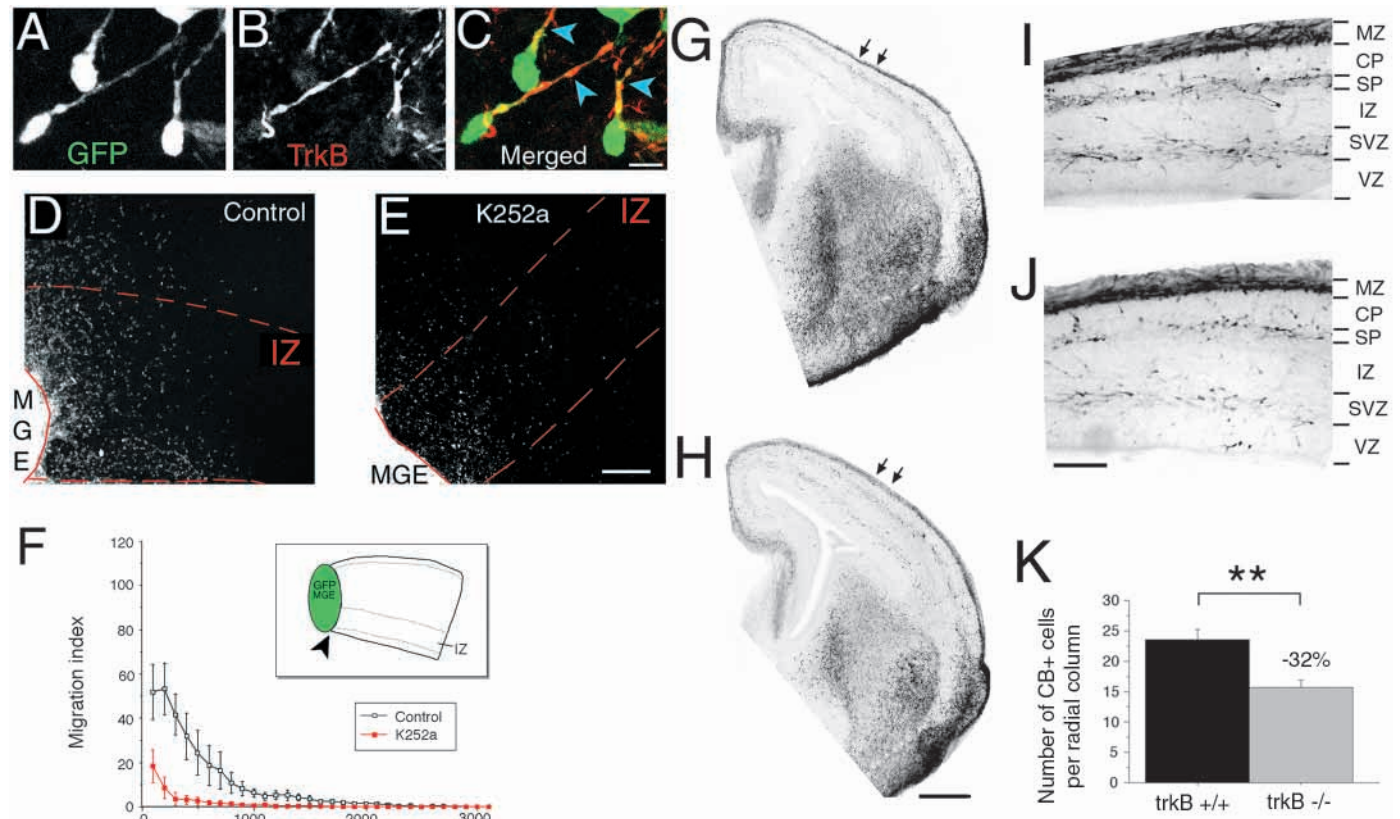 A
GFP
B
TrkB
C
Merged
D
Control
IZ
MGE
E
K252a
IZ
MGE
F
Migration index
120
100
80
60
40
20
0
0
1000
2000
3000
GFP
MGE
IZ
Control
K252a
G
H
I
MZ
CP
SP
IZ
SVZ
VZ
J
MZ
CP
SP
IZ
SVZ
VZ
K
Number of CB+ cells
per radial column
30
25
20
15
10
5
0
**
-32%
trkB +/+
trkB -/-